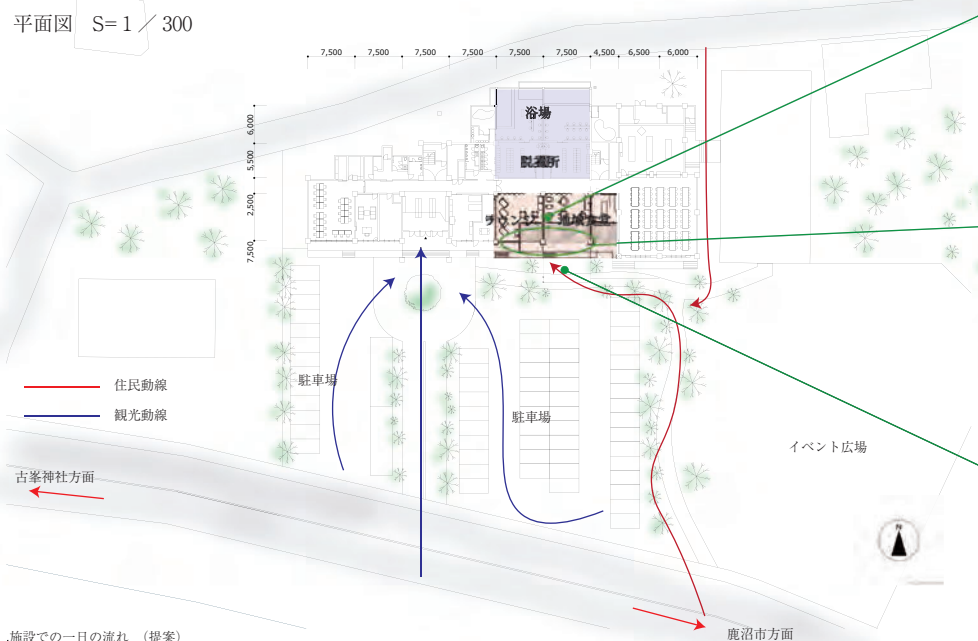 平面図　S=１／300
7,500 7,500 7,500 7,500 7,500 7,500 4,500 6,500 6,000
6,000
5,500
2,500
7,500
浴場
脱衣所
駐車場
駐車場
住民動線
観光動線
イベント広場
古峯神社方面
N
鹿沼市方面
施設での一日の流れ　（提案）